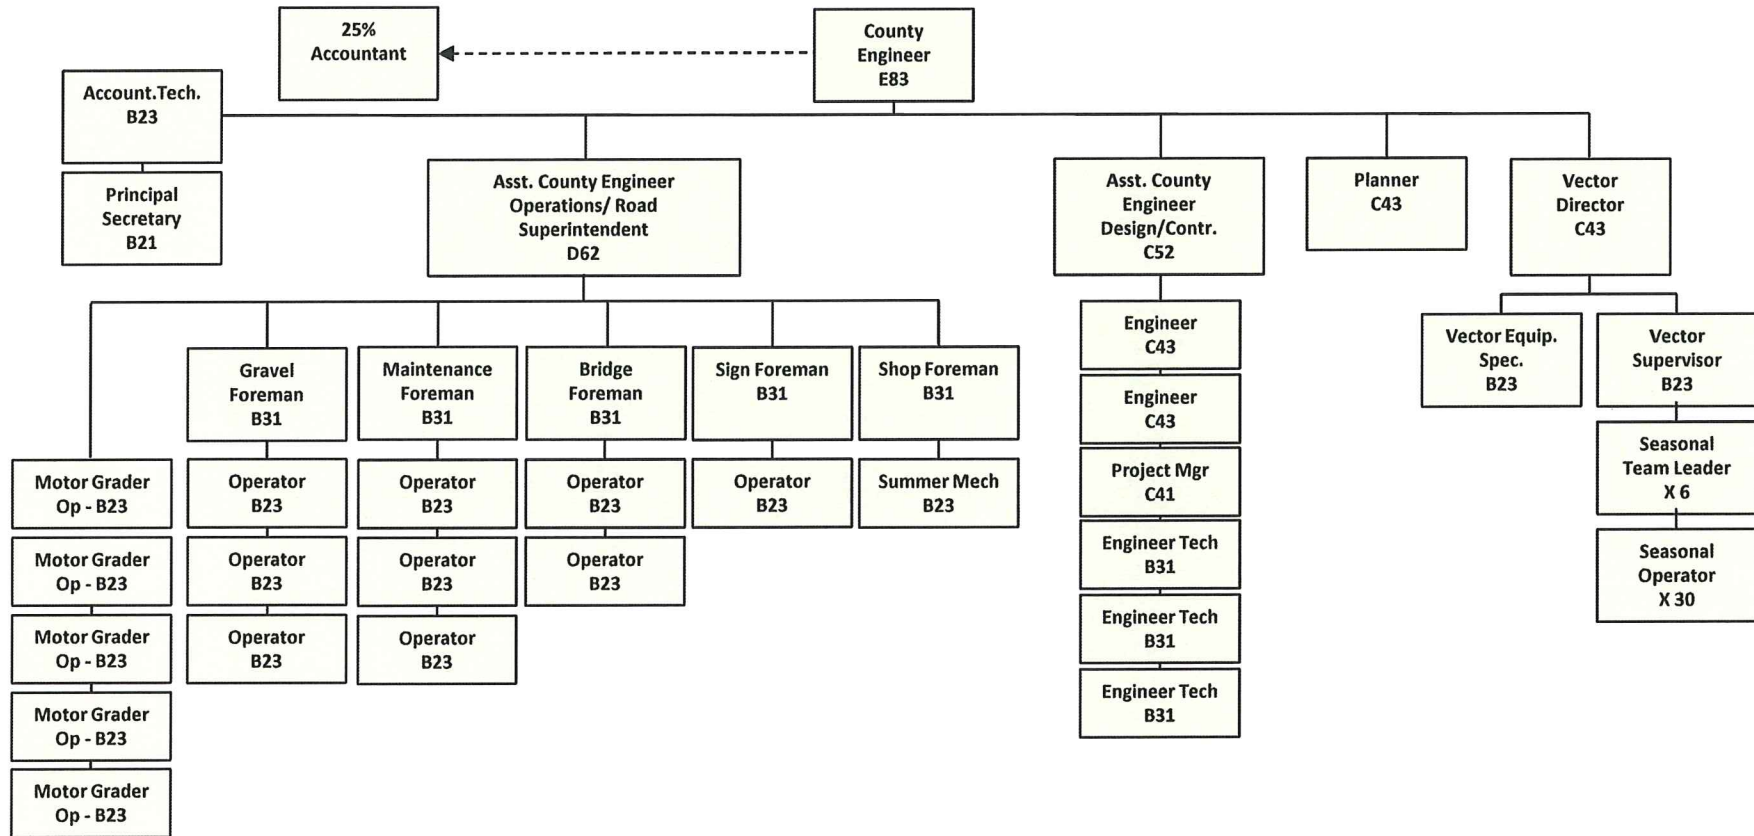 25%
Accountant
County
Engineer
E83
Account.Tech.
B23
Principal
Secretary
B21
Asst. County Engineer
Operations/ Road
Superintendent
D62
Asst. County
Engineer
Design/Contr.
C52
Planner
C43
Vector
Director
C43
Gravel
Foreman
B31
Maintenance
Foreman
B31
Bridge
Foreman
B31
Sign Foreman
B31
Shop Foreman
B31
Motor Grader
Op - B23
Motor Grader
Op - B23
Motor Grader
Op - B23
Motor Grader
Op - B23
Motor Grader
Op - B23
Operator
B23
Operator
B23
Operator
B23
Operator
B23
Operator
B23
Operator
B23
Operator
B23
Operator
B23
Operator
B23
Summer Mech
B23
Engineer
C43
Engineer
C43
Project Mgr
C41
Engineer Tech
B31
Engineer Tech
B31
Engineer Tech
B31
Vector Equip.
Spec.
B23
Vector
Supervisor
B23
Seasonal
Team Leader
X 6
Seasonal
Operator
X 30